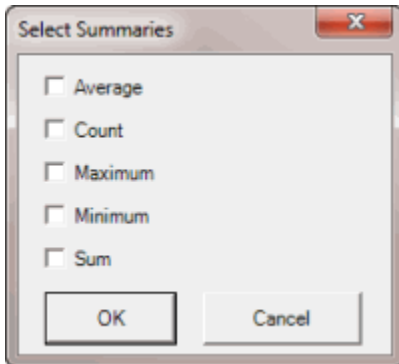 Select Summaries
Average
Count
Maximum
Minimum
Sum
OK Cancel